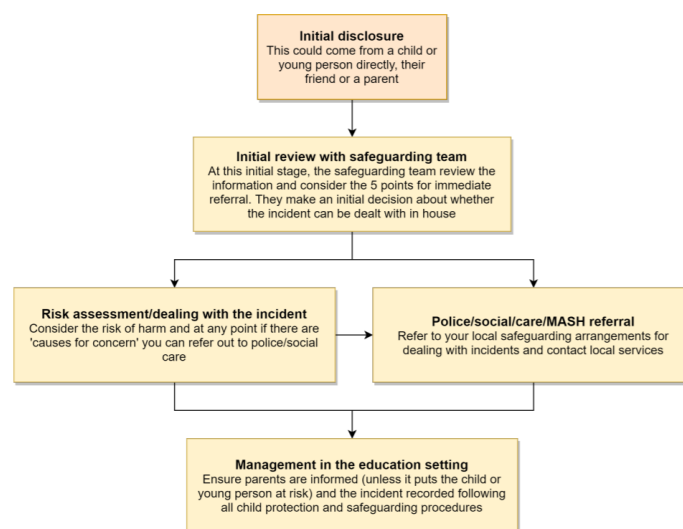 Initial disclosure
This could come from a child or
young person directly, their
friend or a parent
Initial review with safeguarding team
At this initial stage, the safeguarding team review the
information and consider the 5 points for immediate
referral. They make an initial decision about whether
the incident can be dealt with in house
Risk assessment/dealing with the incident
Consider the risk of harm and at any point if there are
'causes for concern' you can refer out to police/social
care
Police/social/care/MASH referral
Refer to your local safeguarding arrangements for
dealing with incidents and contact local services
Management in the education setting
Ensure parents are informed (unless it puts the child or
young person at risk) and the incident recorded following
all child protection and safeguarding procedures